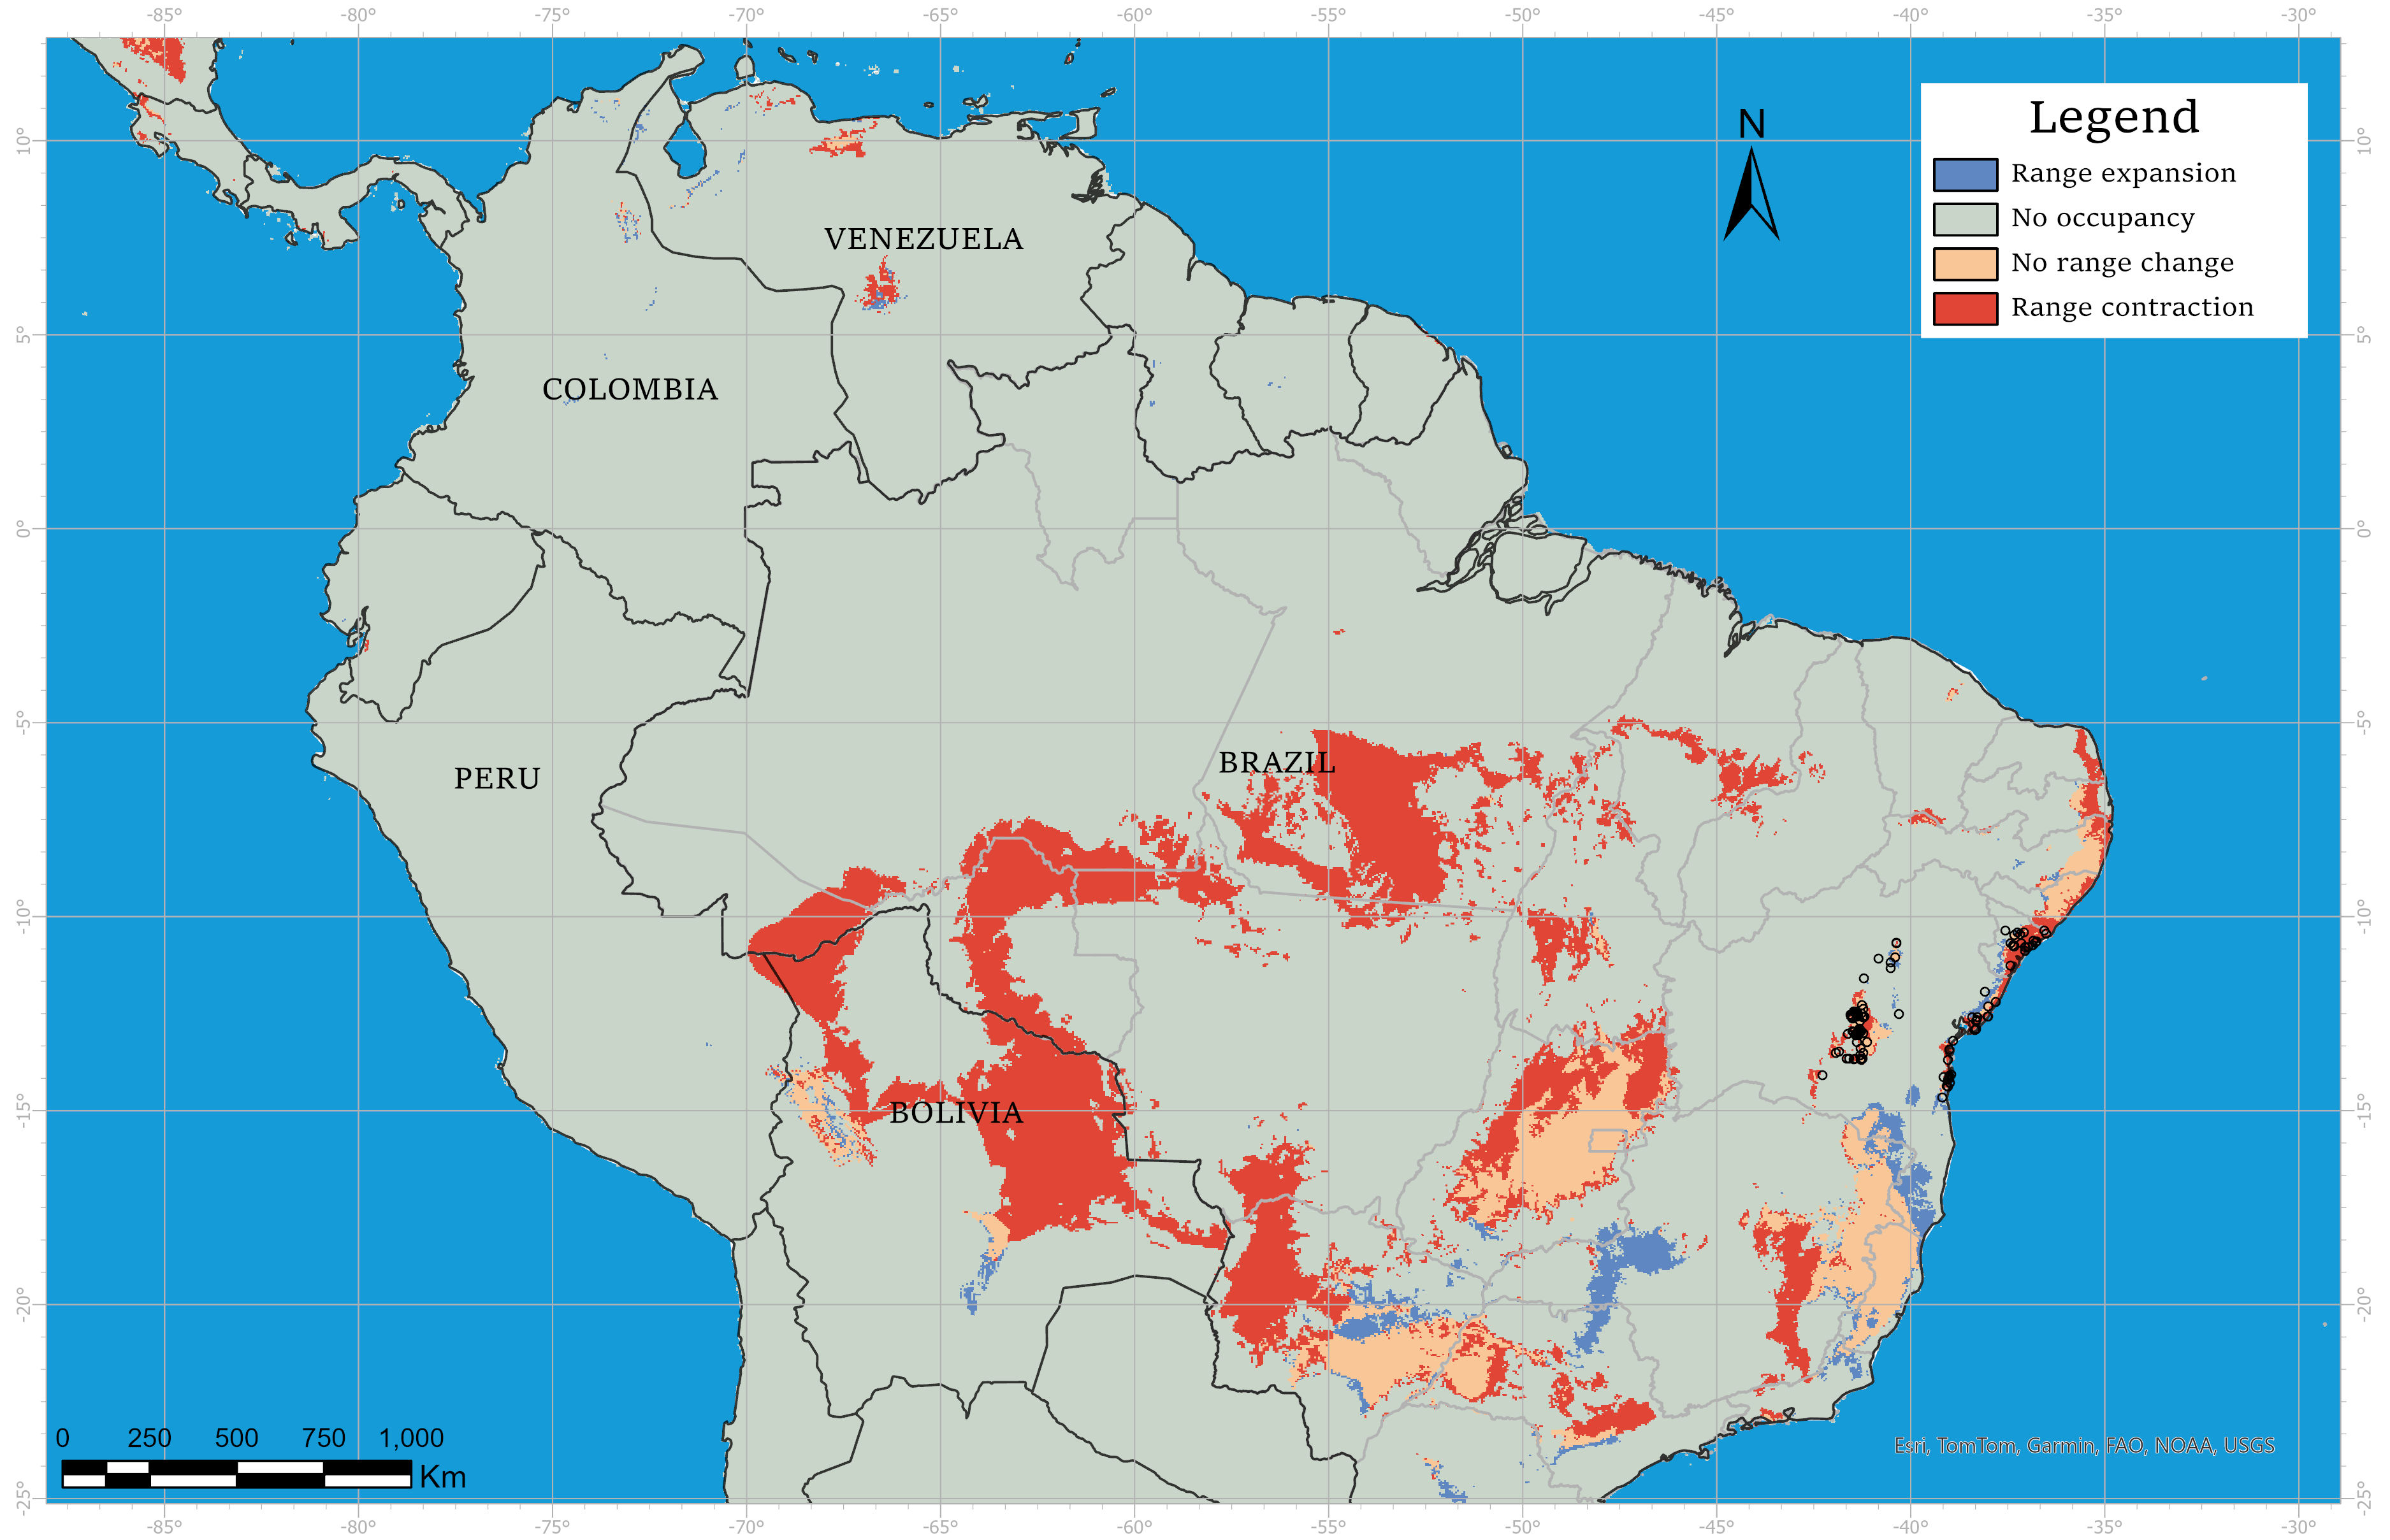 -85° -80° -75° -70° -65° -60° -55° -50° -45° -40° -35° -30°
N
Legend
Range expansion
No occupancy
No range change
Range contraction
10° 10°
VENEZUELA
5° 5°
COLOMBIA
0° 0°
-5° -5°
BRAZIL
PERU
-10° -10°
BOLIVIA
-15° -15°
-20° -20°
0 250 500 750 1,000
Km
Esri, TomTom, Garmin, FAO, NOAA, USGS
-25° -25°
-85° -80° -75° -70° -65° -60° -55° -50° -45° -40° -35° -30°